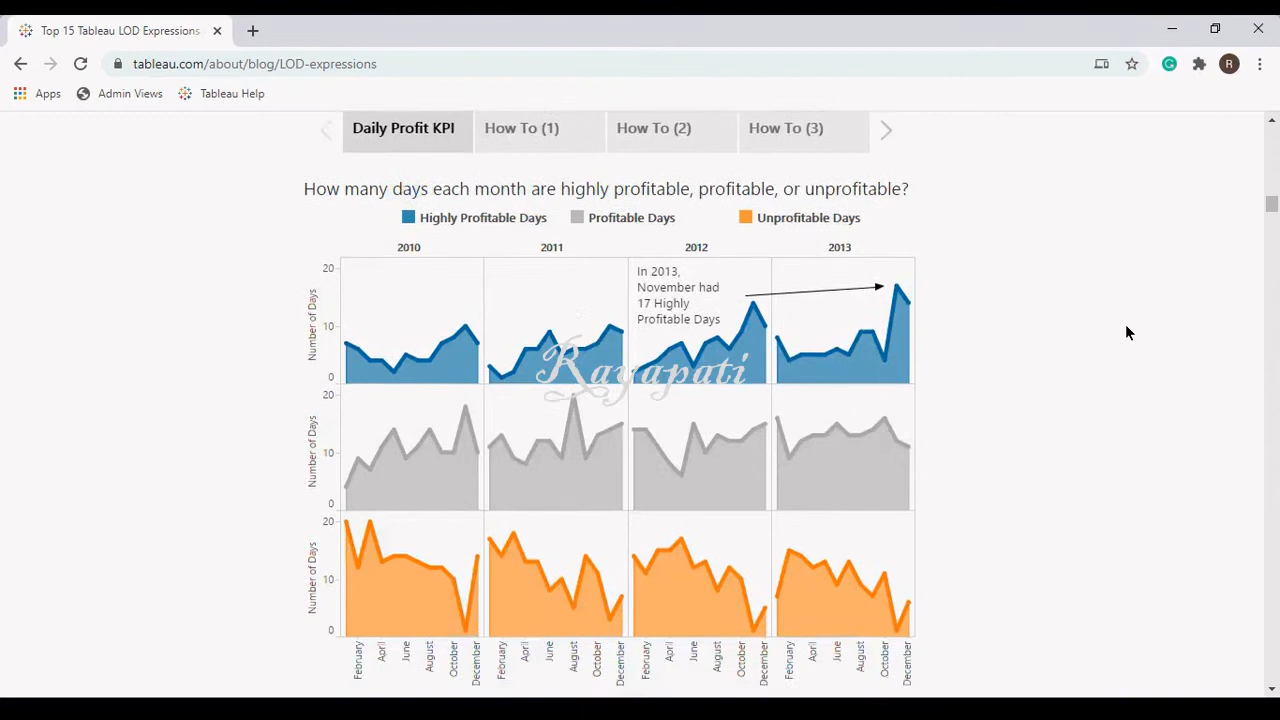 Top 15 Tableau LOD Expressions
tableau.com/about/blog/LOD-expressions
R
Apps Admin Views Tableau Help
Daily Profit KPI How To (1) How To (2) How To (3)
How many days each month are highly profitable, profitable, or unprofitable?
Highly Profitable Days Profitable Days Unprofitable Days
2010 2011 2012 2013
In 2013,
November had
17 Highly
Profitable Days
Number of Days
20
10
0
Rayapati
Number of Days
20
10
0
Number of Days
20
10
0
February April June August October December February April June August October December February April June August October December February April June August October December